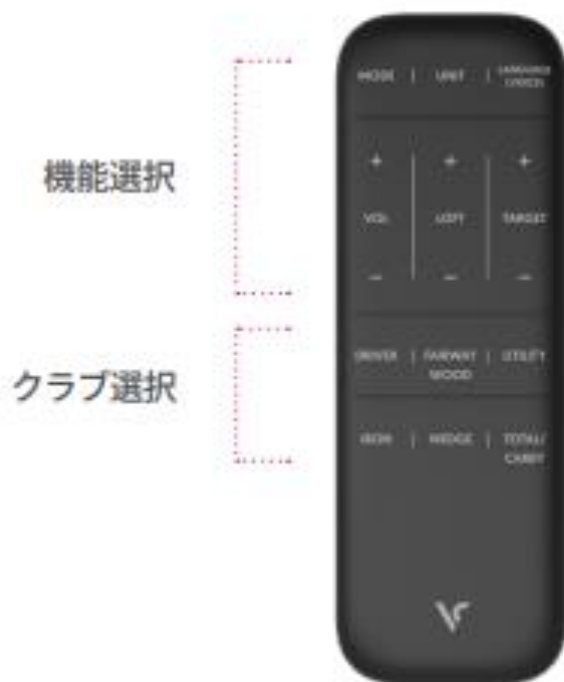 機能選択
クラブ選択
MODE | UNIT | LANGUAGE
(VOICE)
+ + +
VOL LOFT TARGET
- - -
DRIVER | FAIRWAY | UTILITY
WOOD
IRON | WEDGE | TOTAL/
CARRY